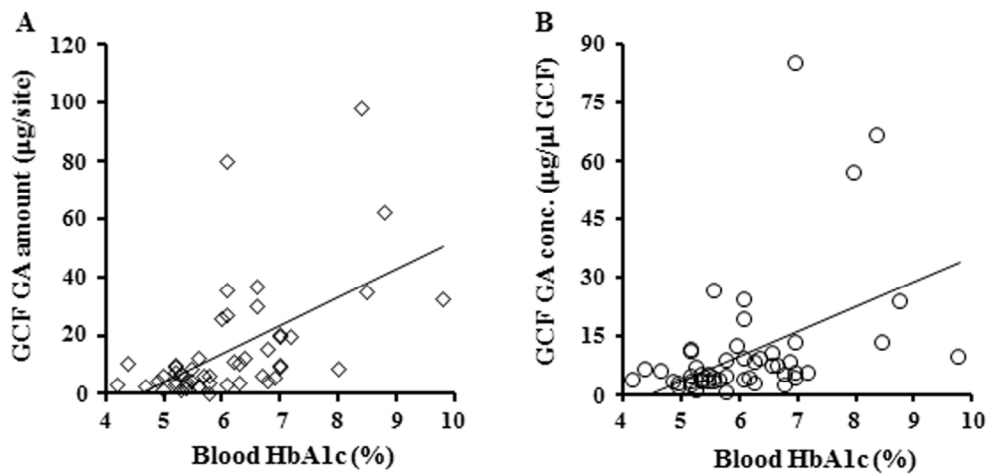 A
GCF GA amount (μg/site)
120
100
80
60
40
20
0
4 5 6 7 8 9 10
Blood HbA1c (%)
B
GCF GA conc. (μg/μl GCF)
90
75
60
45
30
15
0
4 5 6 7 8 9 10
Blood HbA1c (%)